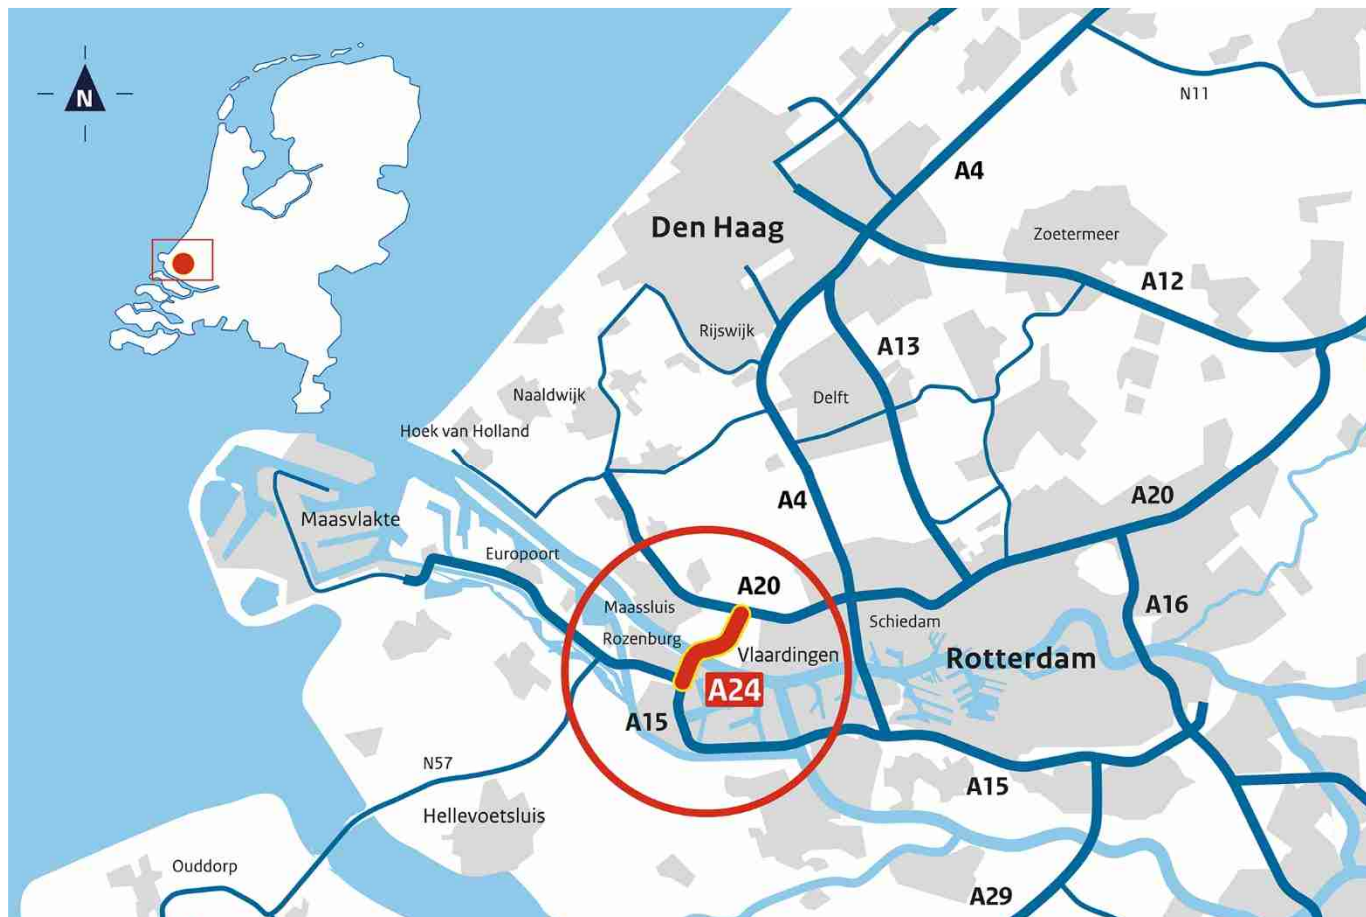 N
N11
A4
Den Haag
Zoetermeer
A12
Rijswijk
A13
Naaldwijk
Delft
Hoek van Holland
A4
A20
Maasvlakte
Europoort
A20
Maassluis
A16
Schiedam
Rozenburg
Vlaardingen
Rotterdam
A24
A15
N57
A15
Hellevoetsluis
Ouddorp
A29